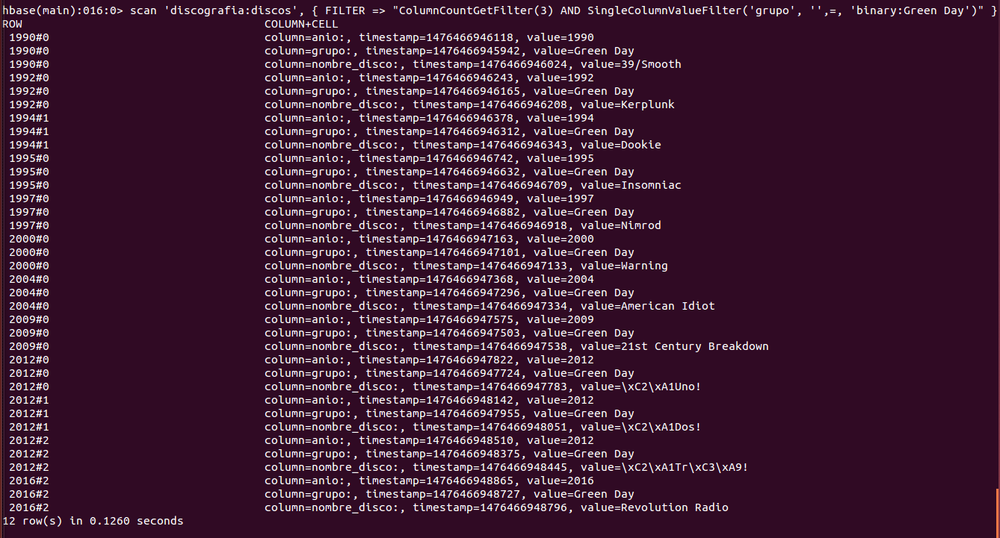 hbase(main):016:0> scan 'discografia:discos', { FILTER => "ColumnCountGetFilter(3) AND SingleColumnValueFilter('grupo', '',=, 'binary:Green Day')" }
ROW COLUMN+CELL
1990#0 column=anio:, timestamp=1476466946118, value=1990
1990#0 column=grupo:, timestamp=1476466945942, value=Green Day
1990#0 column=nombre_disco:, timestamp=1476466946024, value=39/Smooth
1992#0 column=anio:, timestamp=1476466946243, value=1992
1992#0 column=grupo:, timestamp=1476466946165, value=Green Day
1992#0 column=nombre_disco:, timestamp=1476466946208, value=Kerplunk
1994#1 column=anio:, timestamp=1476466946378, value=1994
1994#1 column=grupo:, timestamp=1476466946312, value=Green Day
1994#1 column=nombre_disco:, timestamp=1476466946343, value=Dookie
1995#0 column=anio:, timestamp=1476466946742, value=1995
1995#0 column=grupo:, timestamp=1476466946632, value=Green Day
1995#0 column=nombre_disco:, timestamp=1476466946709, value=Insomniac
1997#0 column=anio:, timestamp=1476466946949, value=1997
1997#0 column=grupo:, timestamp=1476466946882, value=Green Day
1997#0 column=nombre_disco:, timestamp=1476466946918, value=Nimrod
2000#0 column=anio:, timestamp=1476466947163, value=2000
2000#0 column=grupo:, timestamp=1476466947101, value=Green Day
2000#0 column=nombre_disco:, timestamp=1476466947133, value=Warning
2004#0 column=anio:, timestamp=1476466947368, value=2004
2004#0 column=grupo:, timestamp=1476466947296, value=Green Day
2004#0 column=nombre_disco:, timestamp=1476466947334, value=American Idiot
2009#0 column=anio:, timestamp=1476466947575, value=2009
2009#0 column=grupo:, timestamp=1476466947503, value=Green Day
2009#0 column=nombre_disco:, timestamp=1476466947538, value=21st Century Breakdown
2012#0 column=anio:, timestamp=1476466947822, value=2012
2012#0 column=grupo:, timestamp=1476466947724, value=Green Day
2012#0 column=nombre_disco:, timestamp=1476466947783, value=\xC2\xA1Uno!
2012#1 column=anio:, timestamp=1476466948142, value=2012
2012#1 column=grupo:, timestamp=1476466947955, value=Green Day
2012#1 column=nombre_disco:, timestamp=1476466948051, value=\xC2\xA1Dos!
2012#2 column=anio:, timestamp=1476466948510, value=2012
2012#2 column=grupo:, timestamp=1476466948375, value=Green Day
2012#2 column=nombre_disco:, timestamp=1476466948445, value=\xC2\xA1Tr\xC3\xA9!
2016#2 column=anio:, timestamp=1476466948865, value=2016
2016#2 column=grupo:, timestamp=1476466948727, value=Green Day
2016#2 column=nombre_disco:, timestamp=1476466948796, value=Revolution Radio
12 row(s) in 0.1260 seconds